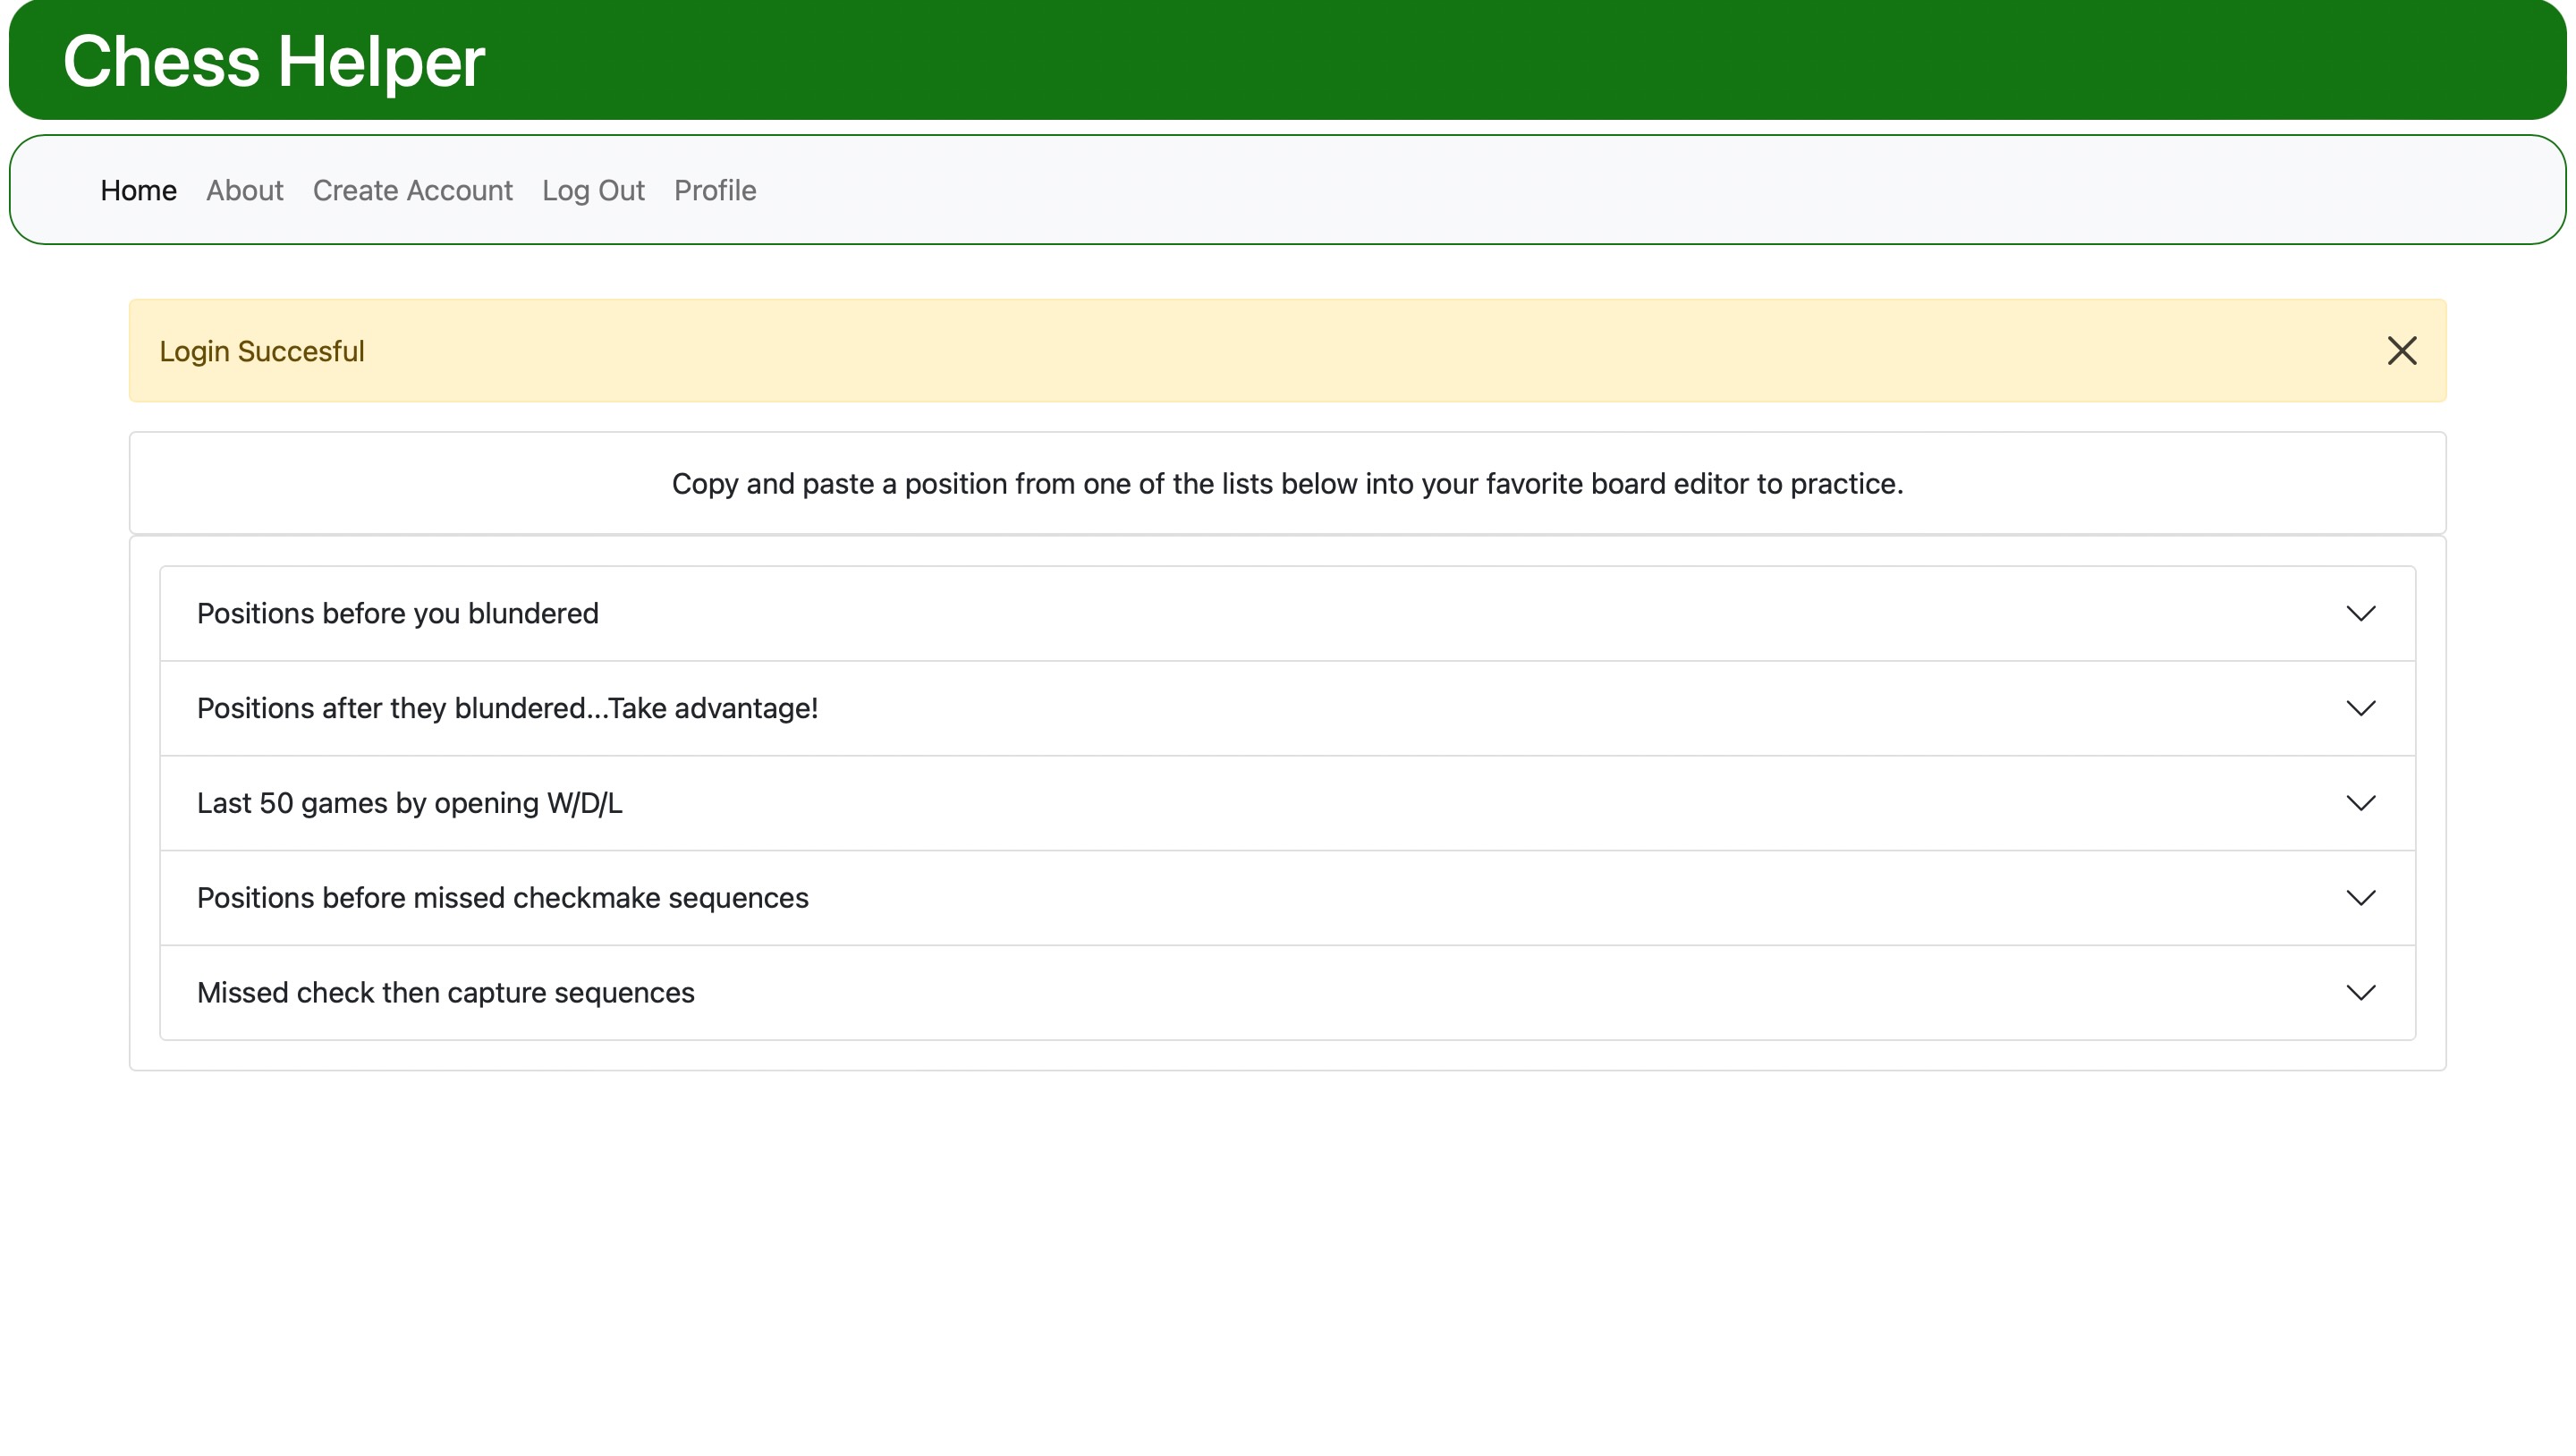 Chess Helper
Home About Create Account Log Out Profile
Login Succesful
Copy and paste a position from one of the lists below into your favorite board editor to practice.
Positions before you blundered
Positions after they blundered...Take advantage!
Last 50 games by opening W/D/L
Positions before missed checkmake sequences
Missed check then capture sequences